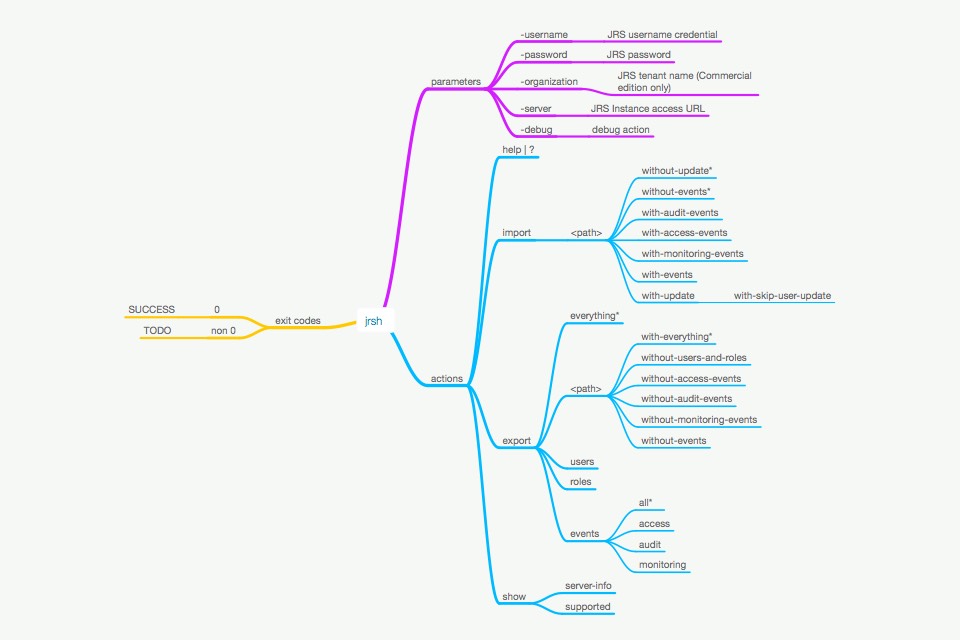 -username JRS username credential
-password JRS password
parameters -organization JRS tenant name (Commercial
edition only)
-server JRS Instance access URL
-debug debug action
help | ?
without-update*
without-events*
with-audit-events
import <path> with-access-events
with-monitoring-events
with-events
with-update with-skip-user-update
SUCCESS 0
TODO non 0
exit codes
jrsh
everything*
with-everything*
without-users-and-roles
actions
<path>
without-access-events
without-audit-events
without-monitoring-events
export
without-events
users
roles
all*
access
events
audit
monitoring
server-info
show
supported